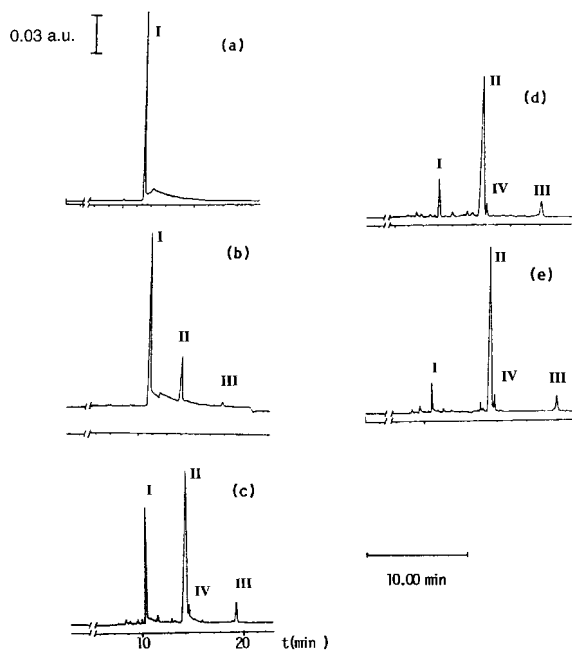 0.03 a.u.
I
(a)
I
(b)
II
III
I
II
(c)
IV
III
10
20
t(min)
II
(d)
I
IV
III
II
(e)
I
IV
III
10.00 min